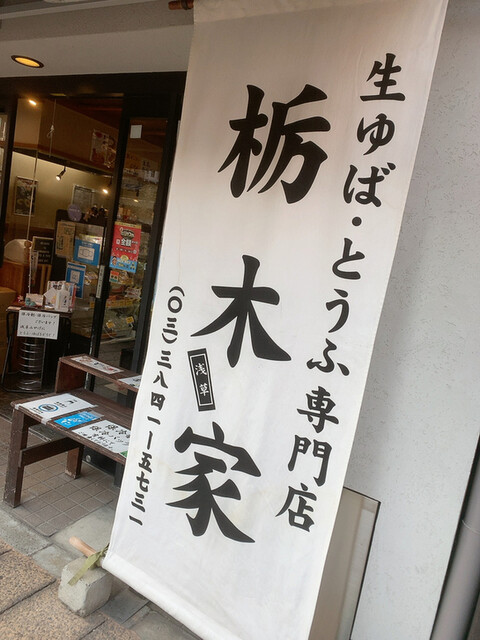 生ゆば・とうふ専門店
栃木家
浅草
(〇三)三八四一ー五七三一